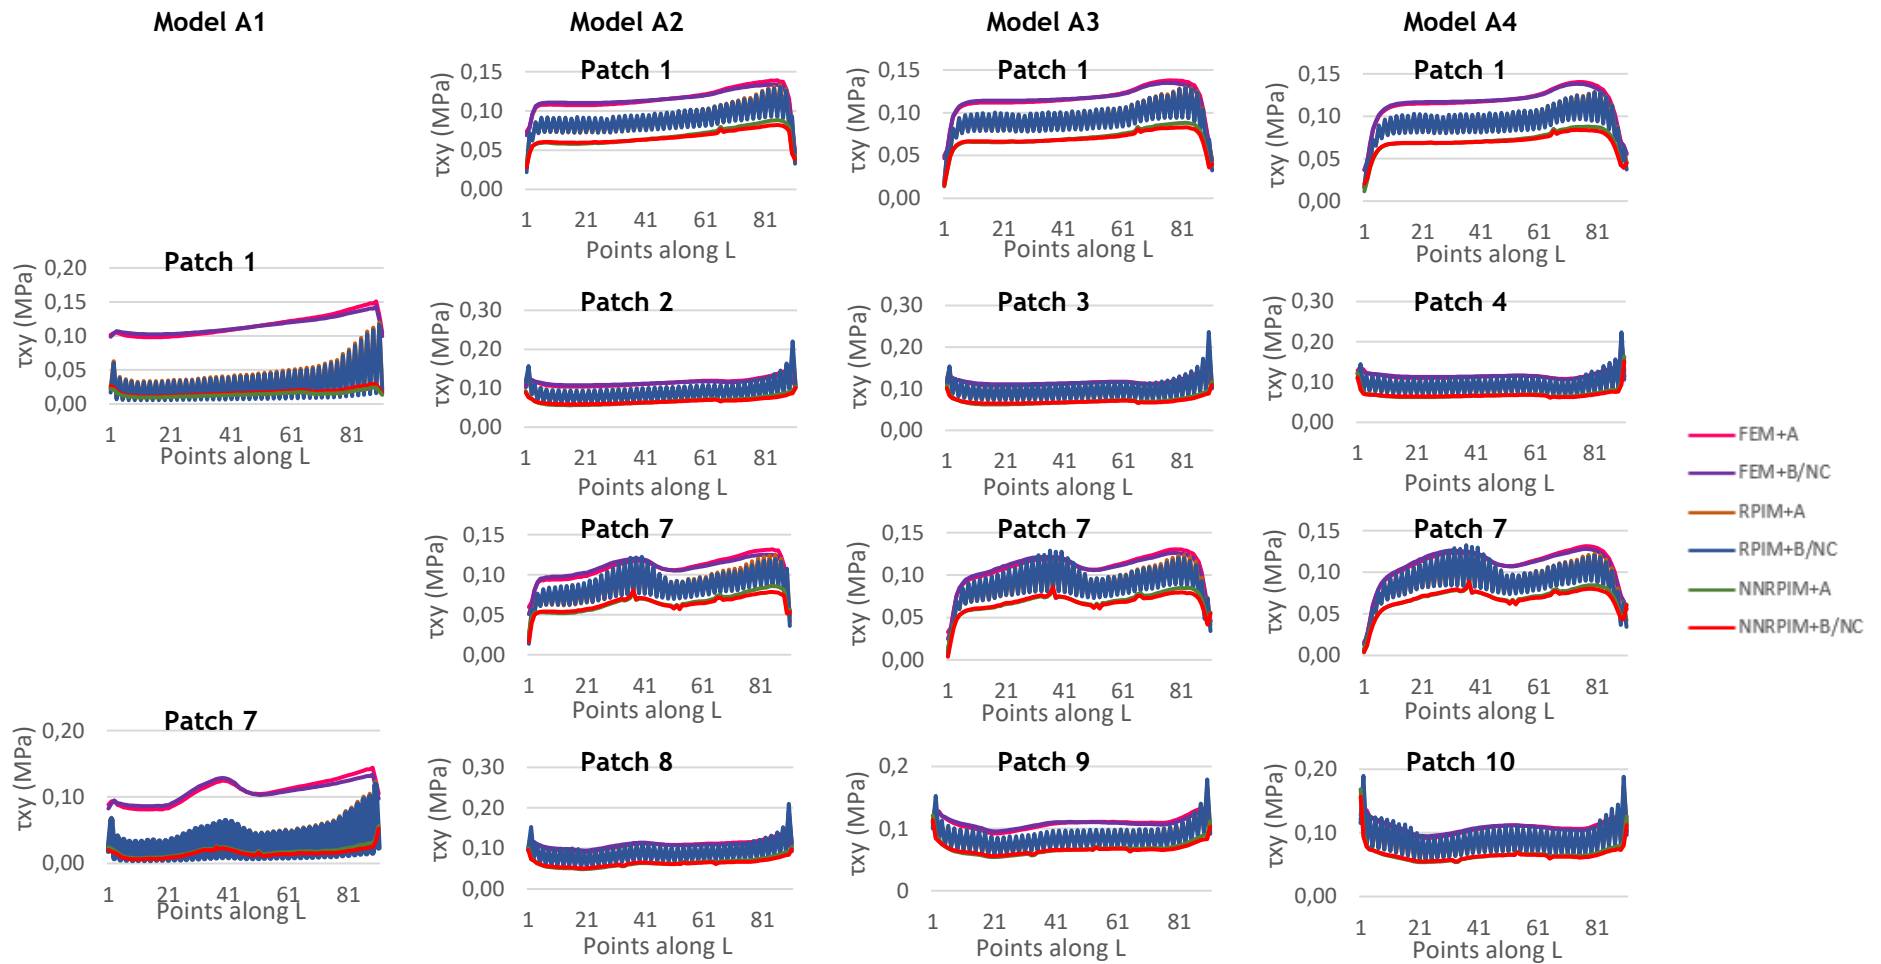 Model A1
Model A2
Model A3
Model A4
Patch 1
τxy (MPa)
0,15
0,10
0,05
0,00
1 21 41 61 81
Points along L
Patch 1
τxy (MPa)
0,15
0,10
0,05
0,00
1 21 41 61 81
Points along L
Patch 1
τxy (MPa)
0,15
0,10
0,05
0,00
1 21 41 61 81
Points along L
Patch 1
τxy (MPa)
0,20
0,15
0,10
0,05
0,00
1 21 41 61 81
Points along L
Patch 2
τxy (MPa)
0,30
0,20
0,10
0,00
1 21 41 61 81
Points along L
Patch 3
τxy (MPa)
0,30
0,20
0,10
0,00
1 21 41 61 81
Points along L
Patch 4
τxy (MPa)
0,30
0,20
0,10
0,00
1 21 41 61 81
Points along L
FEM+A
FEM+B/NC
RPIM+A
RPIM+B/NC
NNRPIM+A
NNRPIM+B/NC
Patch 7
τxy (MPa)
0,15
0,10
0,05
0,00
1 21 41 61 81
Points along L
Patch 7
τxy (MPa)
0,15
0,10
0,05
0,00
1 21 41 61 81
Points along L
Patch 7
τxy (MPa)
0,15
0,10
0,05
0,00
1 21 41 61 81
Points along L
Patch 7
τxy (MPa)
0,20
0,10
0,00
1 21 41 61 81
Points along L
Patch 8
τxy (MPa)
0,30
0,20
0,10
0,00
1 21 41 61 81
Points along L
Patch 9
τxy (MPa)
0,2
0,1
0
1 21 41 61 81
Points along L
Patch 10
τxy (MPa)
0,20
0,10
0,00
1 21 41 61 81
Points along L